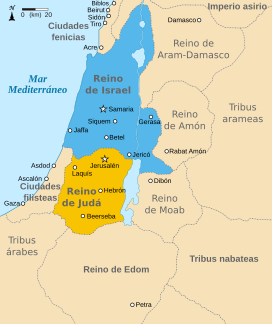 N
0 (km) 20
Biblos
Beirut
Sidón
Tiro
Ciudades
fenicias
Acre
Damasco
Imperio asirio
Reino de
Aram-Damasco
Mar
Mediterráneo
Reino
de Israel
Samaria
Siquem
Jaffa
Betel
Gerasa
Reino
de Amón
Tribus
arameas
Jericó
Rabat Amón
Asdod
Jerusalén
Ascalón
Laquís
Ciudades
filisteas
Gaza
Reino
de Judá
Hebrón
Beerseba
Dibón
Reino
de Moab
Tribus
árabes
Reino de Edom
Tribus nabateas
Petra